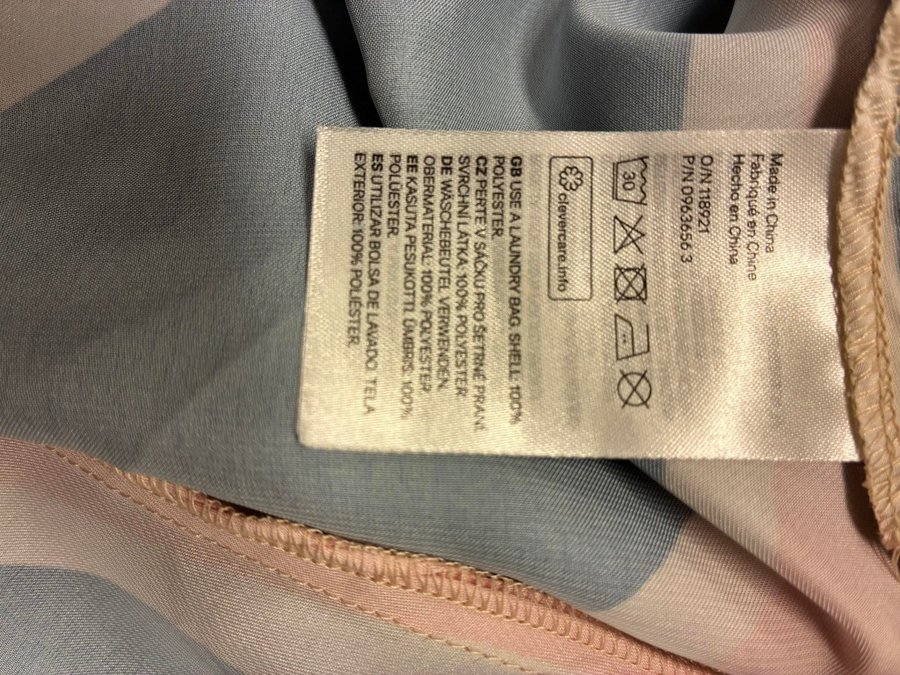 Made in China
Fabriqué en Chine
Hecho en China
O/N 118921
P/N 0963656 3
30
clevercare.info
GB USE A LAUNDRY BAG. SHELL: 100%
POLYESTER.
CZ PERTE V SÁČKU PRO ŠETRNÉ PRANÍ.
SVRCHNÍ LÁTKA: 100% POLYESTER.
DE WÄSCHEBEUTEL VERWENDEN.
OBERMATERIAL: 100% POLYESTER.
EE KASUTA PESUKOTTI. ÜMBRIS: 100%
POLÜESTER.
ES UTILIZAR BOLSA DE LAVADO. TELA
EXTERIOR: 100% POLIÉSTER.